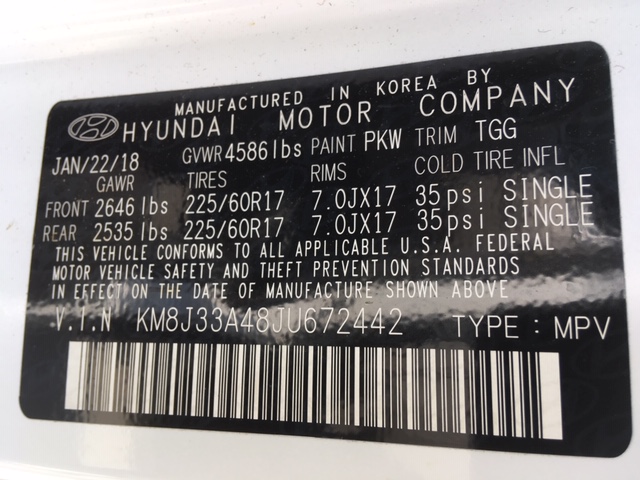 MANUFACTURED IN KOREA BY
HYUNDAI MOTOR COMPANY
JAN/22/18 GVWR 4586lbs PAINT PKW TRIM TGG
GAWR TIRES RIMS COLD TIRE INFL
FRONT 2646 lbs 225/60R17 7.0JX17 35psi SINGLE
REAR 2535 lbs 225/60R17 7.0JX17 35psi SINGLE
THIS VEHICLE CONFORMS TO ALL APPLICABLE U.S.A. FEDERAL
MOTOR VEHICLE SAFETY AND THEFT PREVENTION STANDARDS
IN EFFECT ON THE DATE OF MANUFACTURE SHOWN ABOVE
V.I.N KM8J33A48JU672442 TYPE : MPV